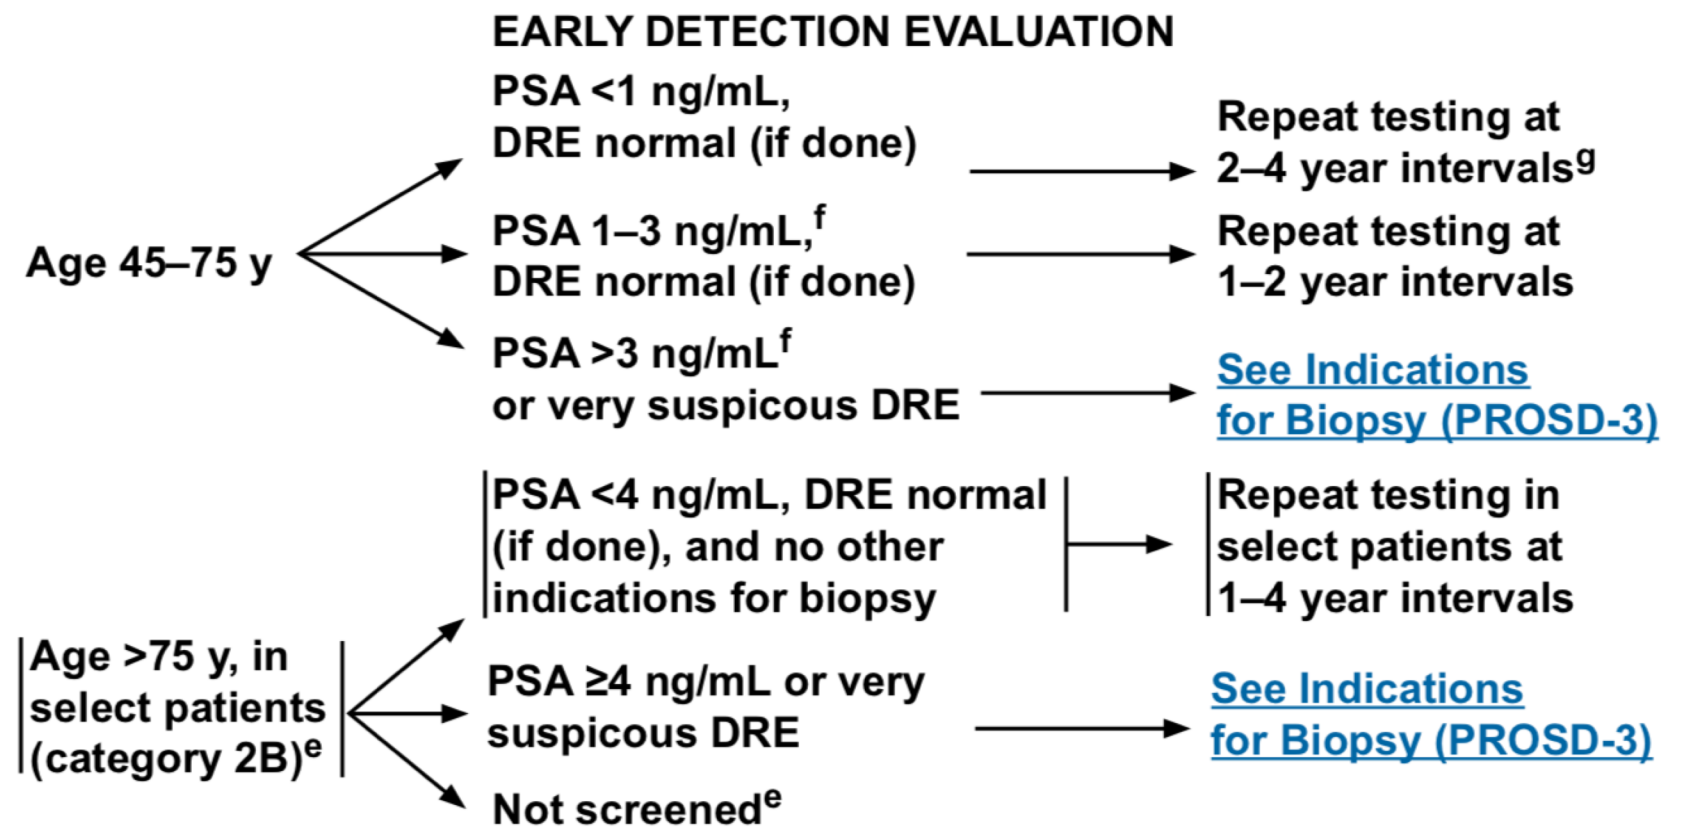 EARLY DETECTION EVALUATION
PSA <1 ng/mL,
DRE normal (if done)
Repeat testing at
2–4 year intervalsg
Age 45–75 y
PSA 1–3 ng/mL,f
DRE normal (if done)
Repeat testing at
1–2 year intervals
PSA >3 ng/mLf
or very suspicous DRE
See Indications
for Biopsy (PROSD-3)
PSA <4 ng/mL, DRE normal
(if done), and no other
indications for biopsy
Repeat testing in
select patients at
1–4 year intervals
Age >75 y, in
select patients
(category 2B)e
PSA ≥4 ng/mL or very
suspicous DRE
See Indications
for Biopsy (PROSD-3)
Not screenede